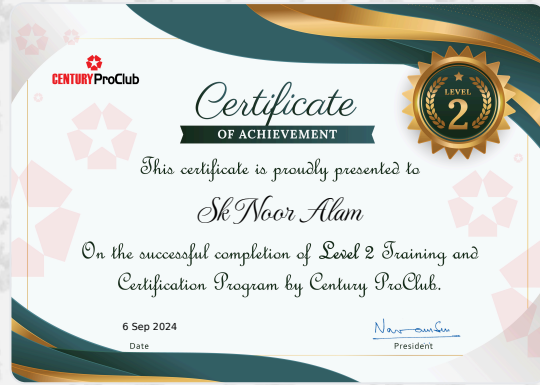 CENTURY ProClub
Certificate
OF ACHIEVEMENT
LEVEL
2
This certificate is proudly presented to
Sk Noor Alam
On the successful completion of Level 2 Training and
Certification Program by Century ProClub.
6 Sep 2024
Date
President